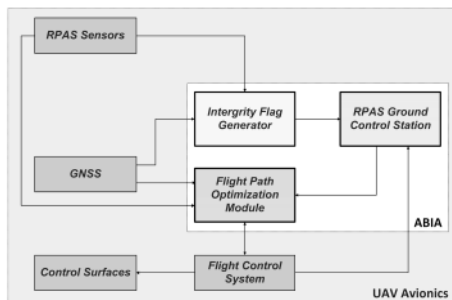 RPAS Sensors
Intergrity Flag
Generator
RPAS Ground
Control Station
GNSS
Flight Path
Optimization
Module
ABIA
Control Surfaces
Flight Control
System
UAV Avionics